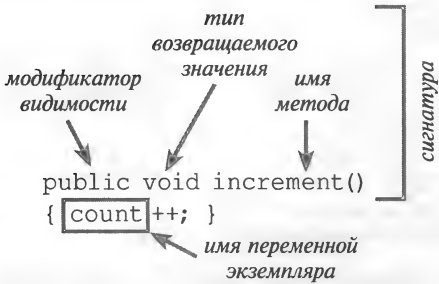 тип
возвращаемого
значения
модификатор
видимости
имя
метода
сигнатура
public void increment()
{ count++; }
имя переменной
экземпляра